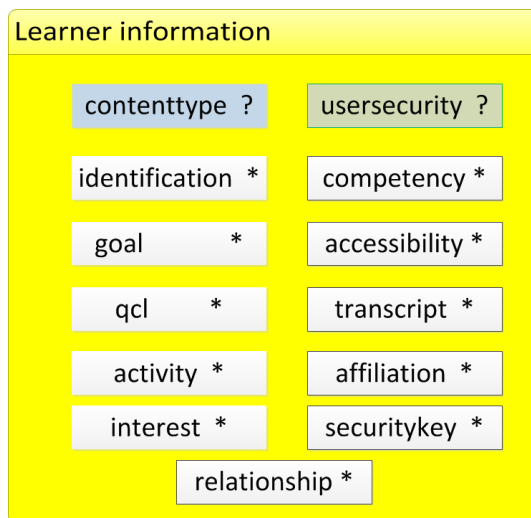 Learner information
contenttype ?
usersecurity ?
identification *
competency *
goal *
accessibility *
qcl *
transcript *
activity *
affiliation *
interest *
securitykey *
relationship *